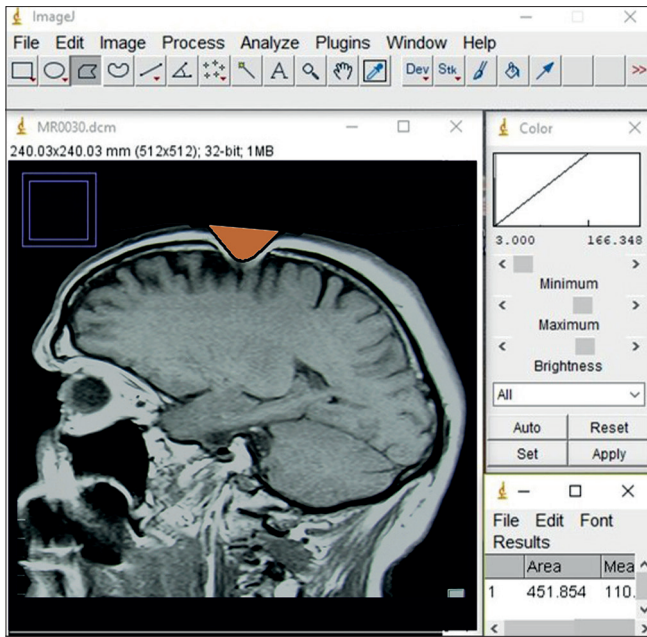 ImageJ
File Edit Image Process Analyze Plugins Window Help
A Dev Stk >>
MR0030.dcm
240.03x240.03 mm (512x512); 32-bit; 1MB
Color
3.000 166.348
Minimum
Maximum
Brightness
All
Auto Reset
Set Apply
File Edit Font
Results
Area Mea
1 451.854 110.